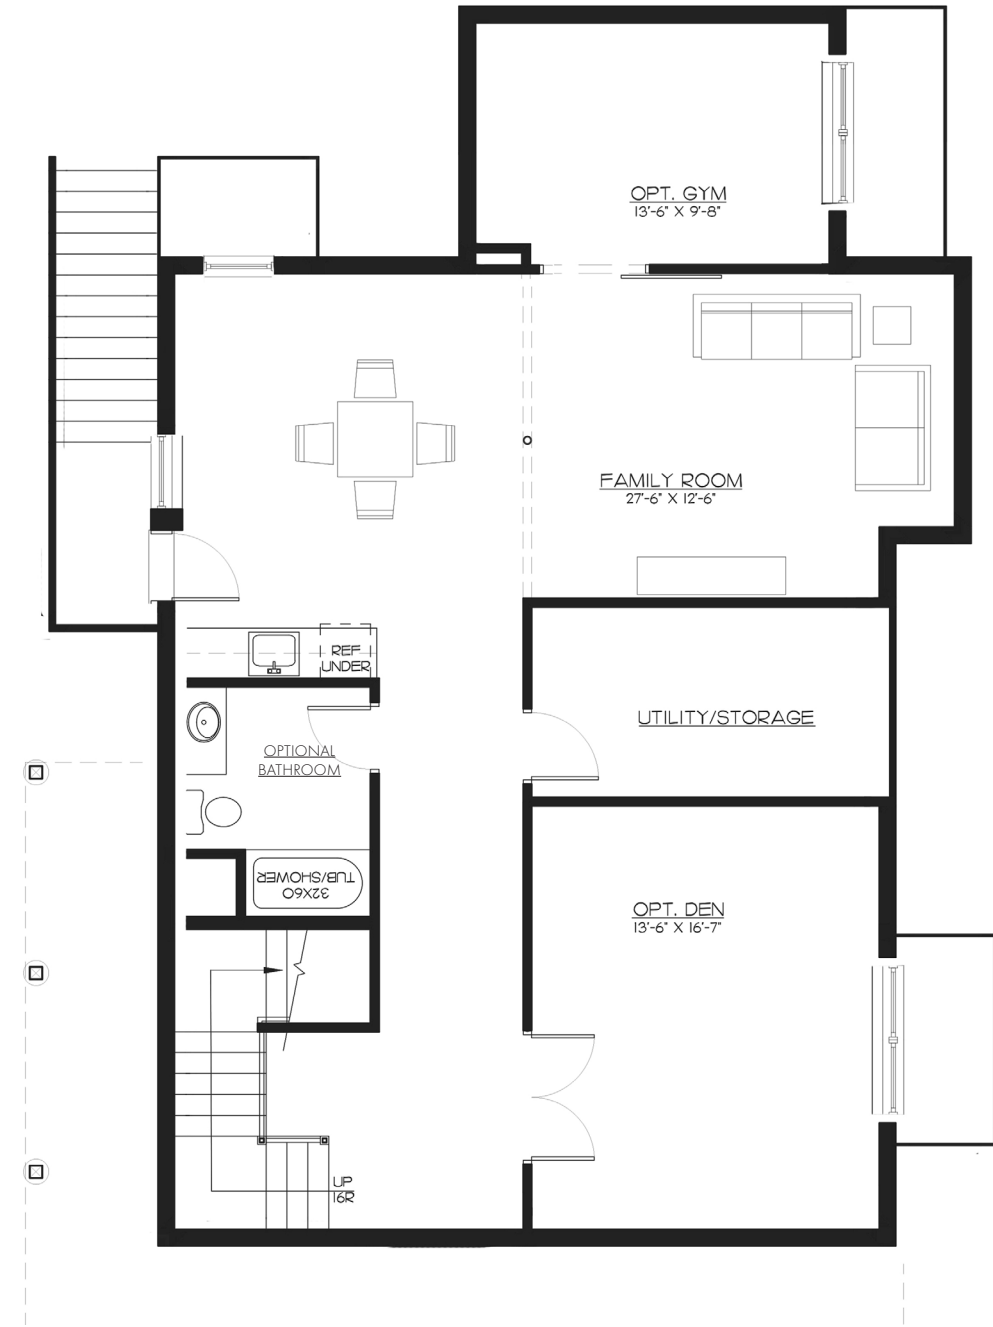 OPT. GYM
13'-6" X 9'-8"
FAMILY ROOM
27'-6" X 12'-6"
REF
UNDER
UTILITY/STORAGE
OPTIONAL
BATHROOM
TUB/SHOWER
32X60
OPT. DEN
13'-6" X 16'-7"
UP
16R